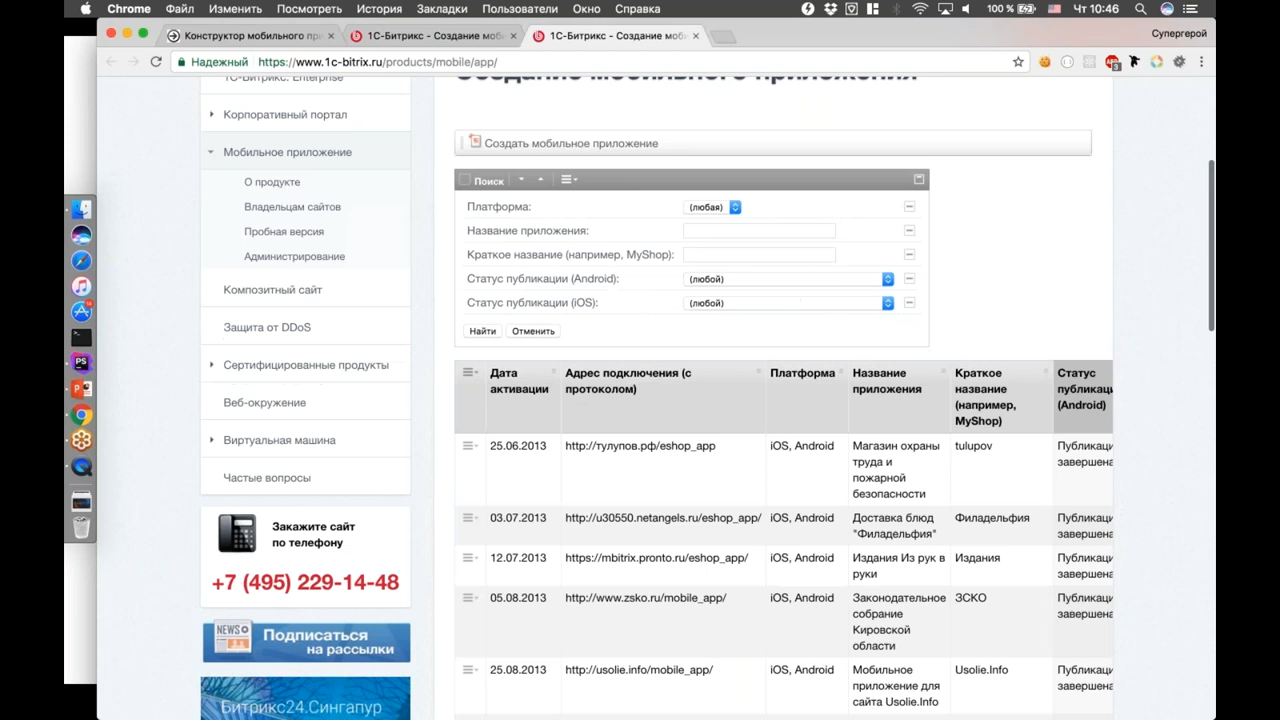 Chrome Файл Изменить Посмотреть История Закладки Пользователи Окно Справка 100 % Чт 10:46
Конструктор мобильного пр
1С-Битрикс - Создание моб
1С-Битрикс - Создание моб
Супергерой
Надежный https://www.1c-bitrix.ru/products/mobile/app/
1С-Битрикс: Enterprise
Корпоративный портал
Мобильное приложение
О продукте
Владельцам сайтов
Пробная версия
Администрирование
Композитный сайт
Защита от DDoS
Сертифицированные продукты
Веб-окружение
Виртуальная машина
Частые вопросы
Закажите сайт
по телефону
+7 (495) 229-14-48
NEWS
Подписаться
на рассылки
Битрикс24.Сингапур
Создание мобильного приложения
Создать мобильное приложение
Поиск
Платформа: (любая)
Название приложения:
Краткое название (например, MyShop):
Статус публикации (Android): (любой)
Статус публикации (iOS): (любой)
Найти Отменить
Дата
активации
Адрес подключения (с
протоколом)
Платформа
Название
приложения
Краткое
название
(например,
MyShop)
Статус
публикаци
(Android)
25.06.2013 http://тулупов.рф/eshop_app iOS, Android Магазин охраны tulupov Публикаци
труда и завершена
пожарной
безопасности
03.07.2013 http://u30550.netangels.ru/eshop_app/ iOS, Android Доставка блюд Филадельфия Публикаци
"Филадельфия" завершена
12.07.2013 https://mbitrix.pronto.ru/eshop_app/ iOS, Android Издания Из рук в Издания Публикаци
руки завершена
05.08.2013 http://www.zsko.ru/mobile_app/ iOS, Android Законодательное ЗСКО Публикаци
собрание завершена
Кировской
области
25.08.2013 http://usolie.info/mobile_app/ iOS, Android Мобильное Usolie.Info Публикаци
приложение для завершена
сайта Usolie.Info